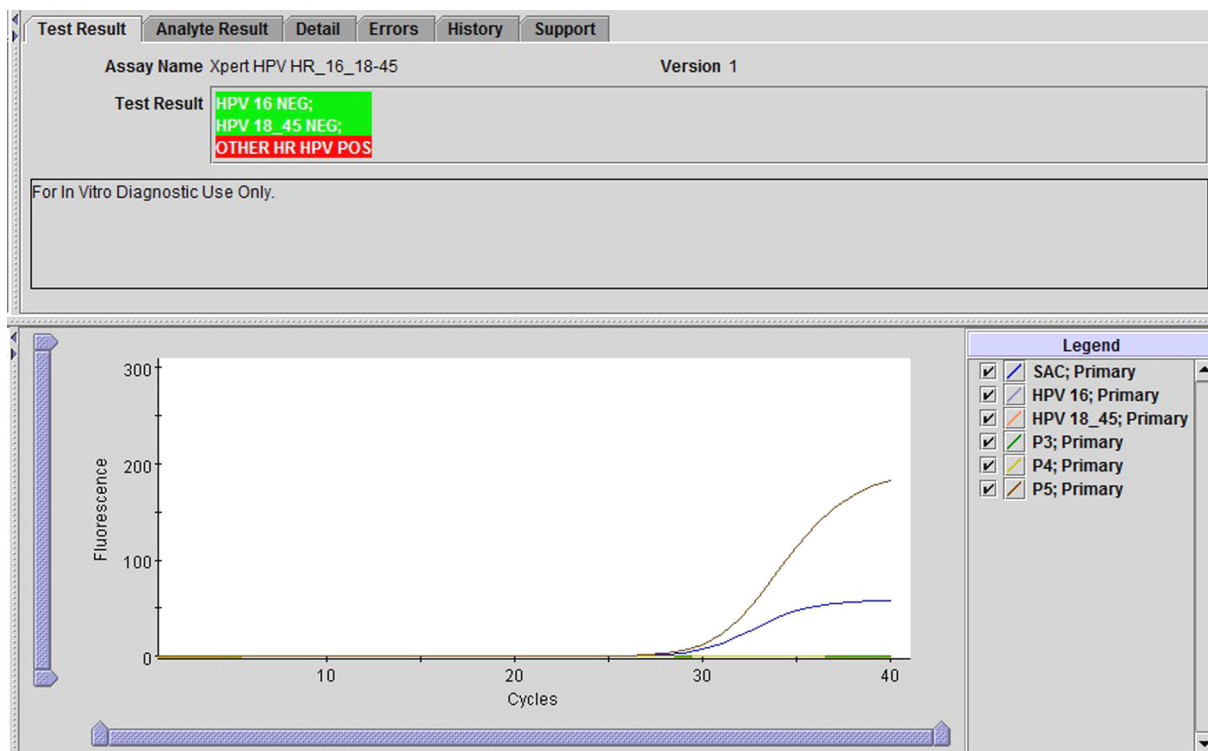 Test Result Analyte Result Detail Errors History Support
Assay Name Xpert HPV HR_16_18-45 Version 1
Test Result HPV 16 NEG;
HPV 18_45 NEG;
OTHER HR HPV POS
For In Vitro Diagnostic Use Only.
Legend
SAC; Primary
HPV 16; Primary
HPV 18_45; Primary
P3; Primary
P4; Primary
P5; Primary
300
200
100
0
Fluorescence
10 20 30 40
Cycles